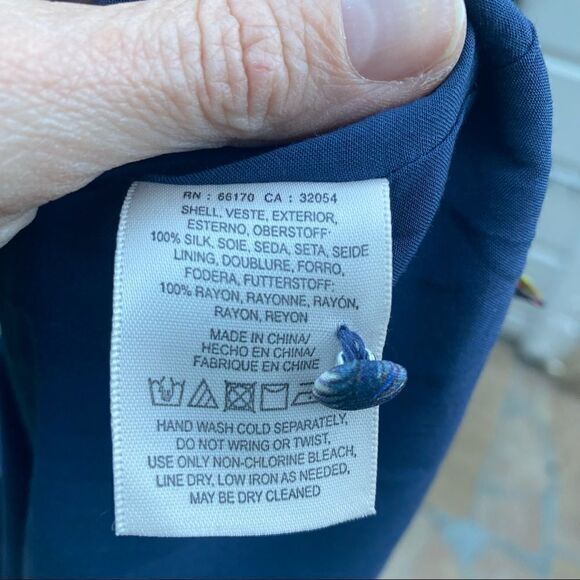 RN : 66170 CA : 32054
SHELL, VESTE, EXTERIOR,
ESTERNO, OBERSTOFF:
100% SILK, SOIE, SEDA, SETA, SEIDE
LINING, DOUBLURE, FORRO,
FODERA, FUTTERSTOFF:
100% RAYON, RAYONNE, RAYÓN,
RAYON, REYON
MADE IN CHINA/
HECHO EN CHINA/
FABRIQUE EN CHINE
HAND WASH COLD SEPARATELY,
DO NOT WRING OR TWIST,
USE ONLY NON-CHLORINE BLEACH,
LINE DRY, LOW IRON AS NEEDED,
MAY BE DRY CLEANED